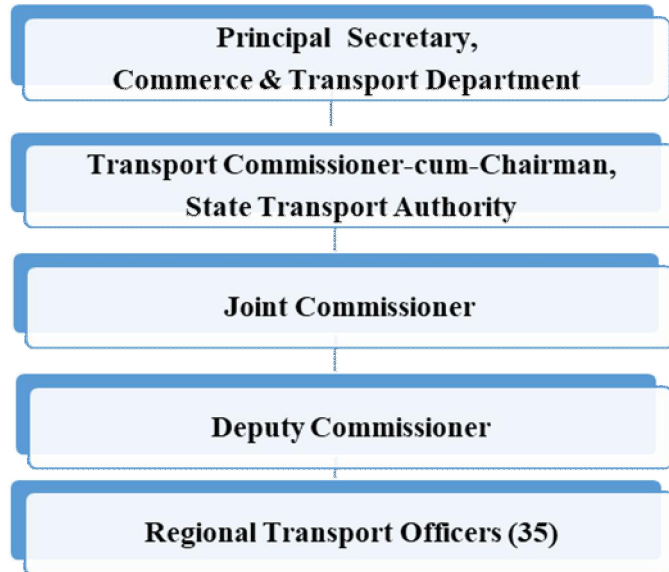 Principal Secretary,
Commerce & Transport Department
Transport Commissioner-cum-Chairman,
State Transport Authority
Joint Commissioner
Deputy Commissioner
Regional Transport Officers (35)